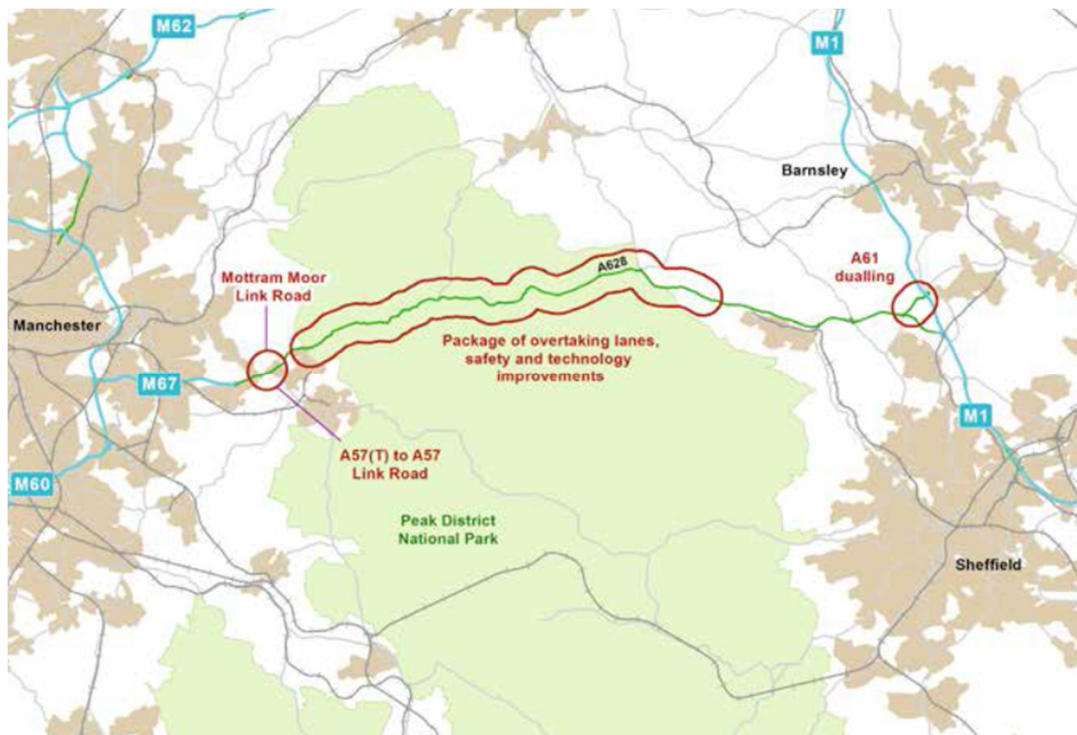 M62
M1
Barnsley
A61
dualling
A628
Mottram Moor
Link Road
Manchester
Package of overtaking lanes,
safety and technology
improvements
M67
M1
A57(T) to A57
Link Road
M60
Peak District
National Park
Sheffield